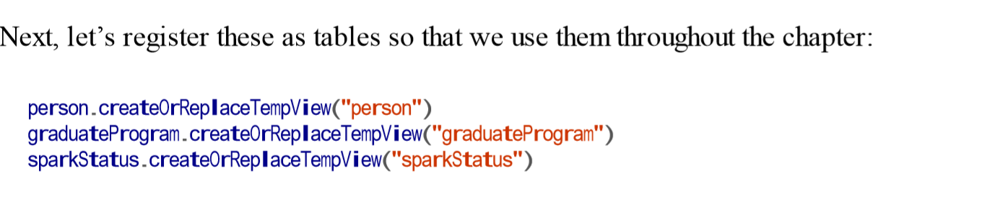 Next, let’s register these as tables so that we use them throughout the chapter:
person.createOrReplaceTempView("person")
graduateProgram.createOrReplaceTempView("graduateProgram")
sparkStatus.createOrReplaceTempView("sparkStatus")